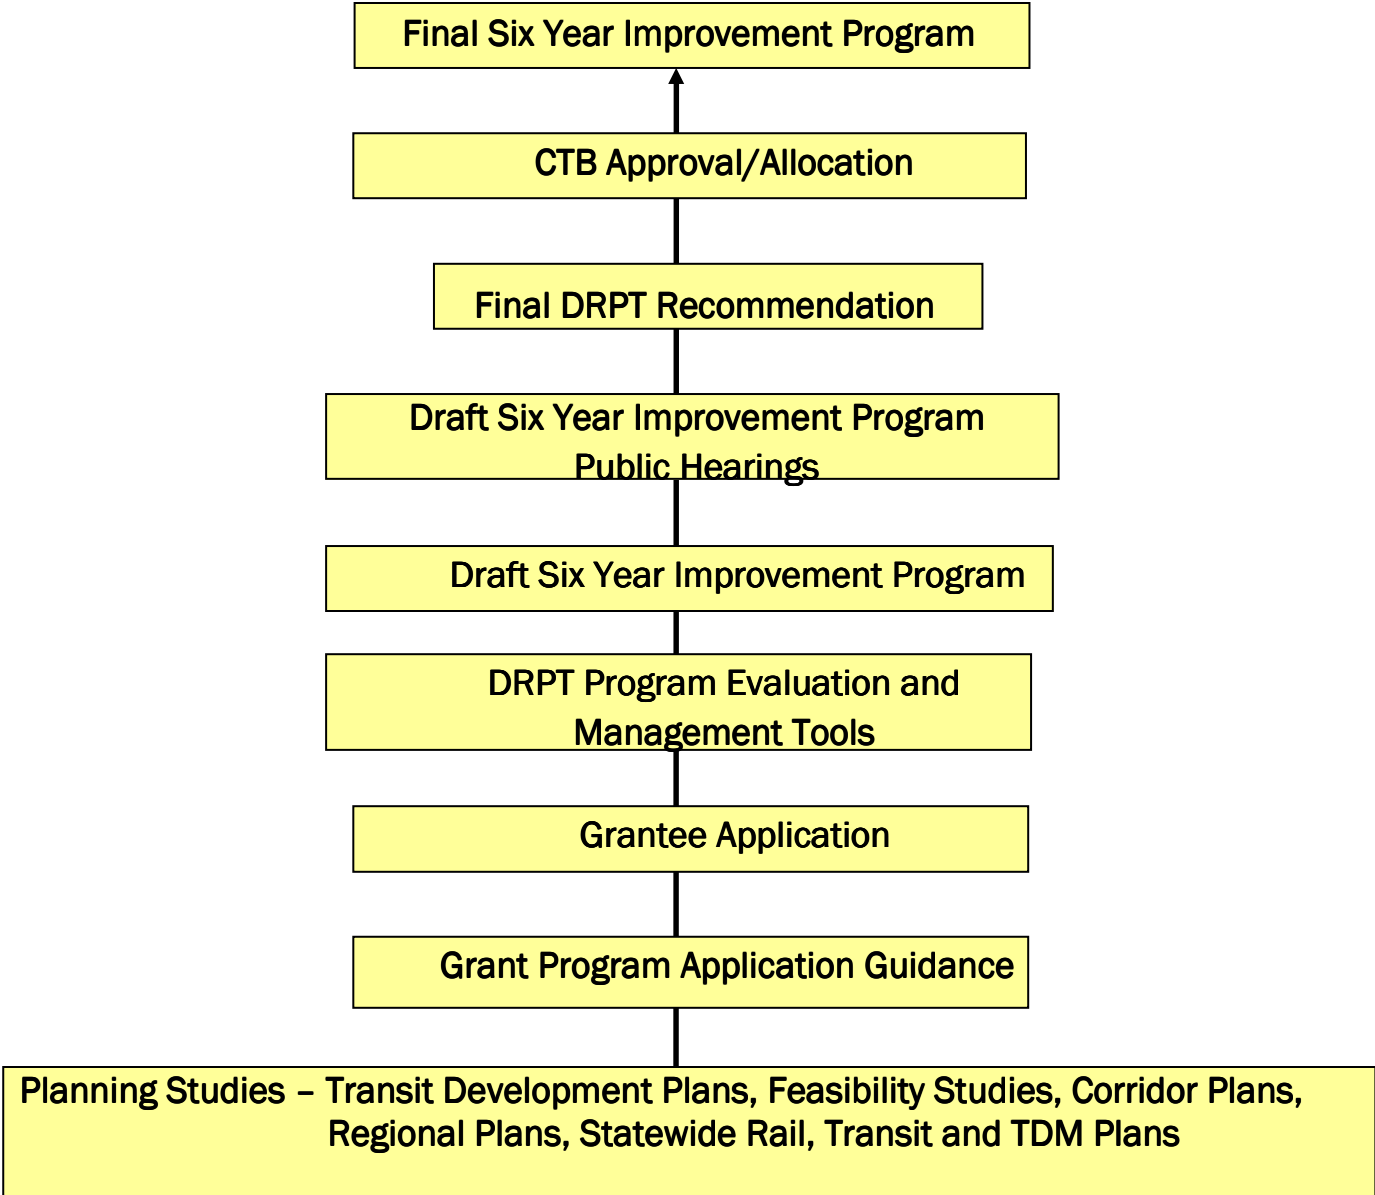 Final Six Year Improvement Program
CTB Approval/Allocation
Final DRPT Recommendation
Draft Six Year Improvement Program
Public Hearings
Draft Six Year Improvement Program
DRPT Program Evaluation and
Management Tools
Grantee Application
Grant Program Application Guidance
Planning Studies – Transit Development Plans, Feasibility Studies, Corridor Plans,
Regional Plans, Statewide Rail, Transit and TDM Plans